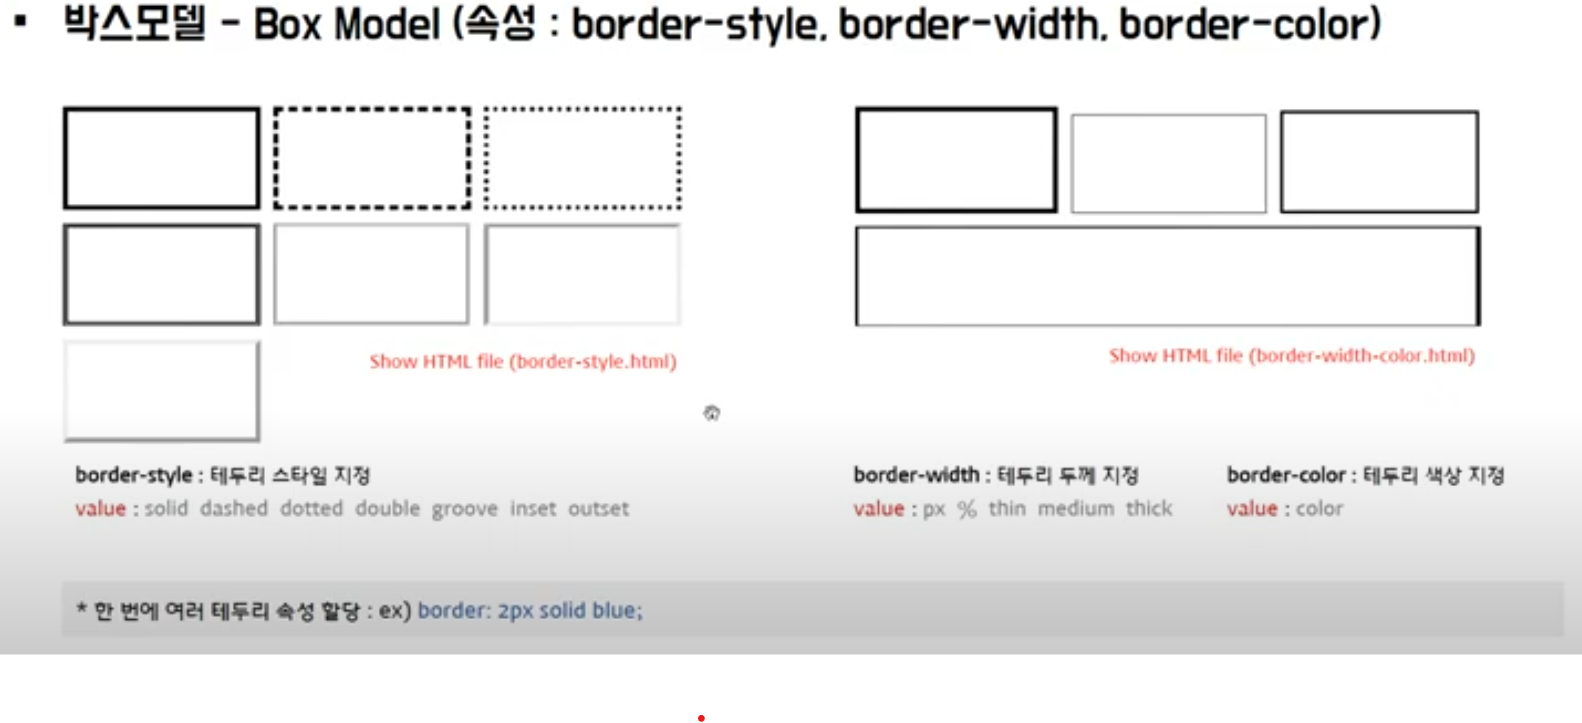 ▪ 박스모델 - Box Model (속성 : border-style, border-width, border-color)
Show HTML file (border-style.html)
Show HTML file (border-width-color.html)
border-style : 테두리 스타일 지정
value : solid dashed dotted double groove inset outset
border-width : 테두리 두께 지정
value : px % thin medium thick
border-color : 테두리 색상 지정
value : color
* 한 번에 여러 테두리 속성 할당 : ex) border: 2px solid blue;